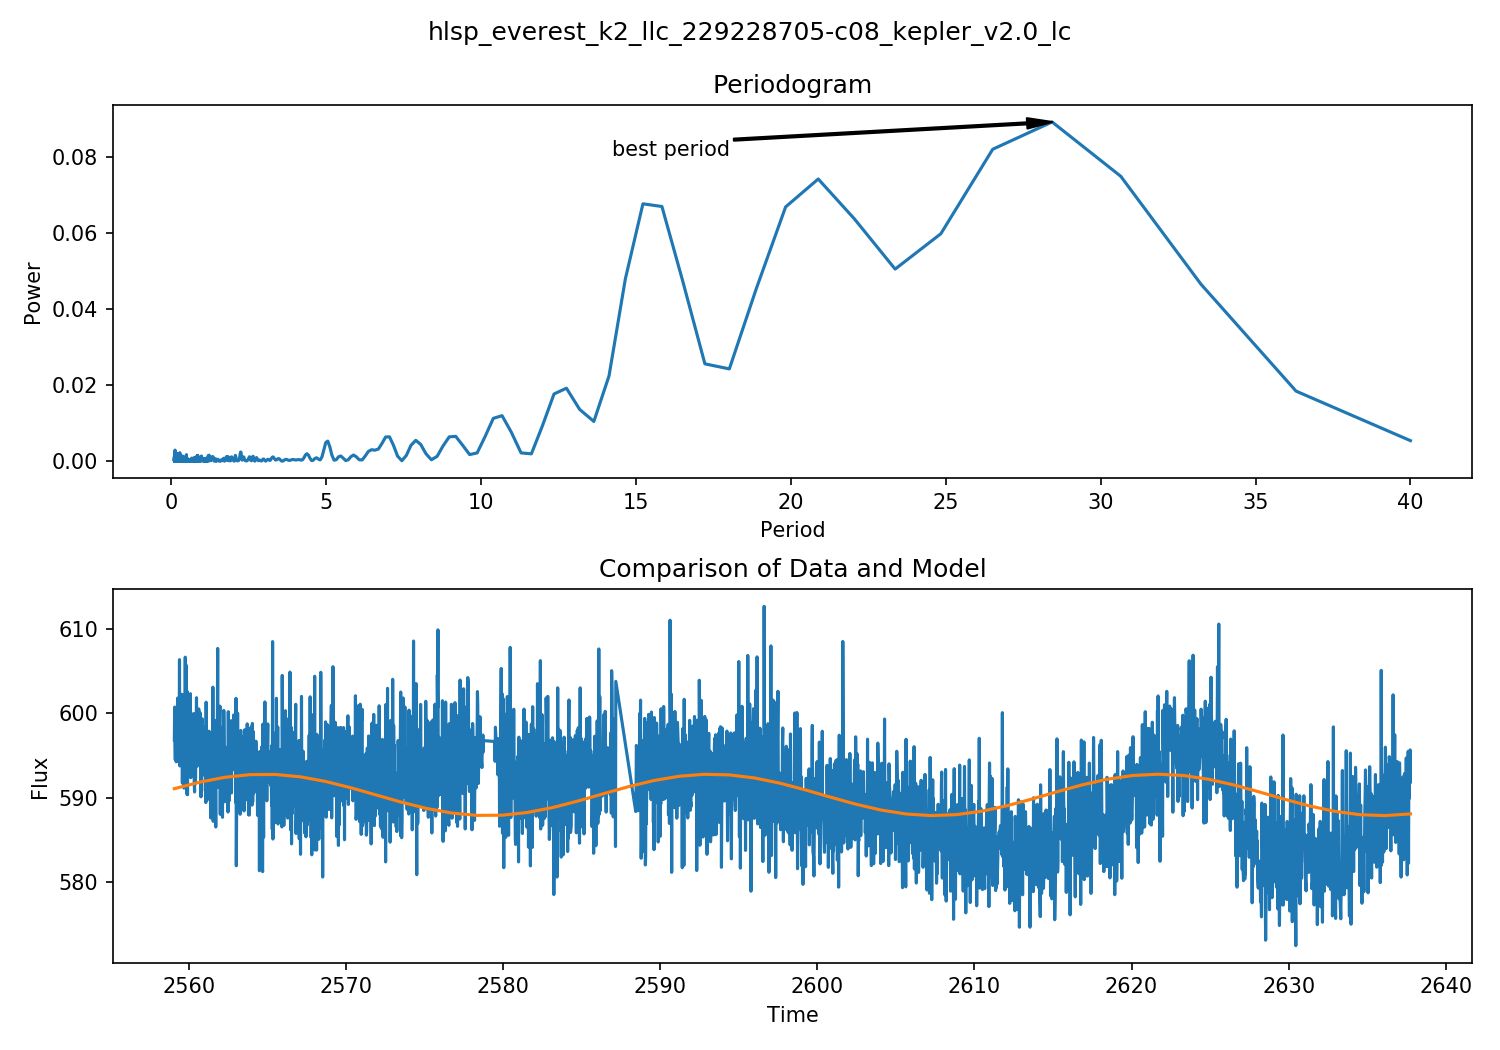 hlsp_everest_k2_llc_229228705-c08_kepler_v2.0_lc
Periodogram
best period
0.08
0.06
0.04
0.02
0.00
Power
0 5 10 15 20 25 30 35 40
Period
Comparison of Data and Model
610
600
590
580
Flux
2560 2570 2580 2590 2600 2610 2620 2630 2640
Time